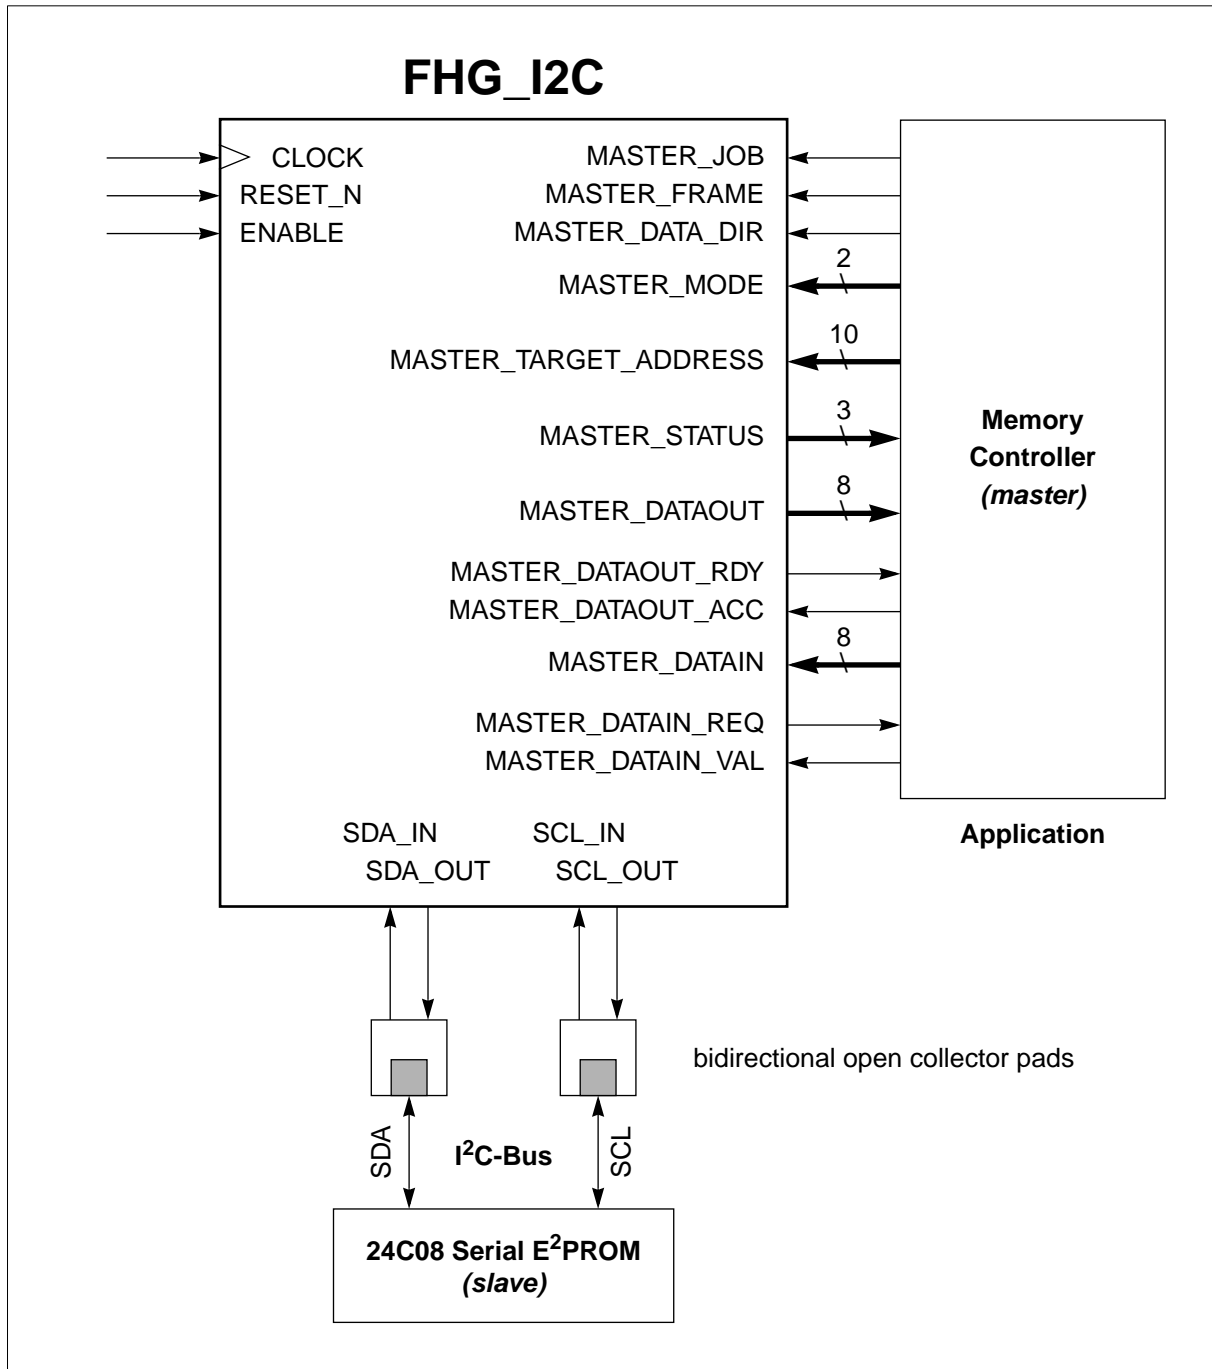 FHG_I2C
CLOCK
RESET_N
ENABLE
MASTER_JOB
MASTER_FRAME
MASTER_DATA_DIR
2
MASTER_MODE
10
MASTER_TARGET_ADDRESS
3
MASTER_STATUS
8
MASTER_DATAOUT
MASTER_DATAOUT_RDY
MASTER_DATAOUT_ACC
8
MASTER_DATAIN
MASTER_DATAIN_REQ
MASTER_DATAIN_VAL
Memory
Controller
(master)
Application
SDA_IN
SCL_IN
SDA_OUT
SCL_OUT
bidirectional open collector pads
SDA
I²C-Bus
SCL
24C08 Serial E²PROM
(slave)